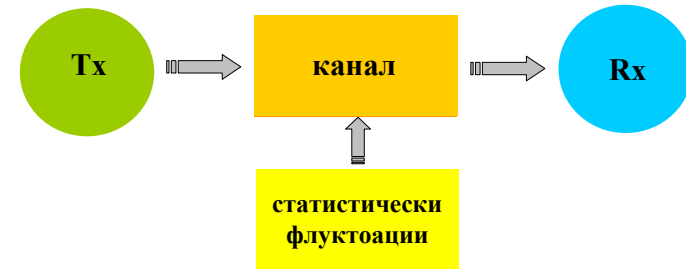 Tx
канал
Rx
статистически
флуктоации